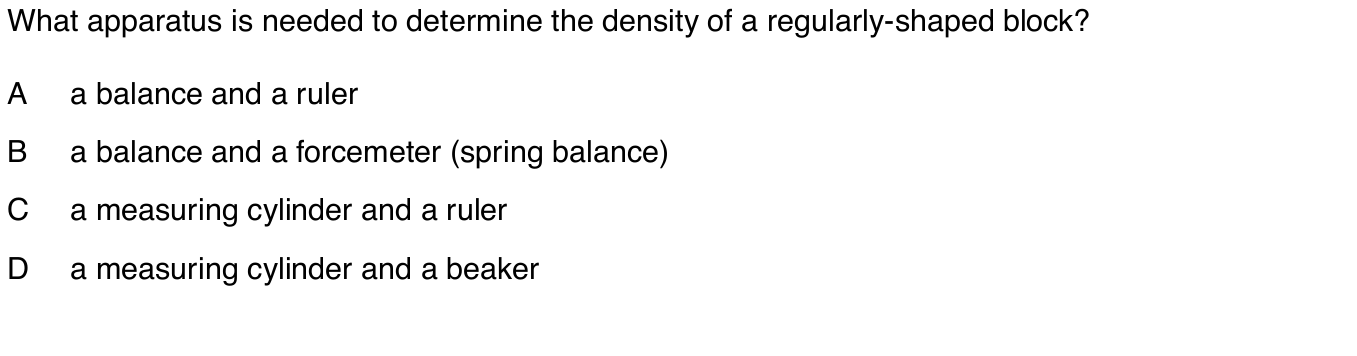 What apparatus is needed to determine the density of a regularly-shaped block?
A a balance and a ruler
B a balance and a forcemeter (spring balance)
C a measuring cylinder and a ruler
D a measuring cylinder and a beaker